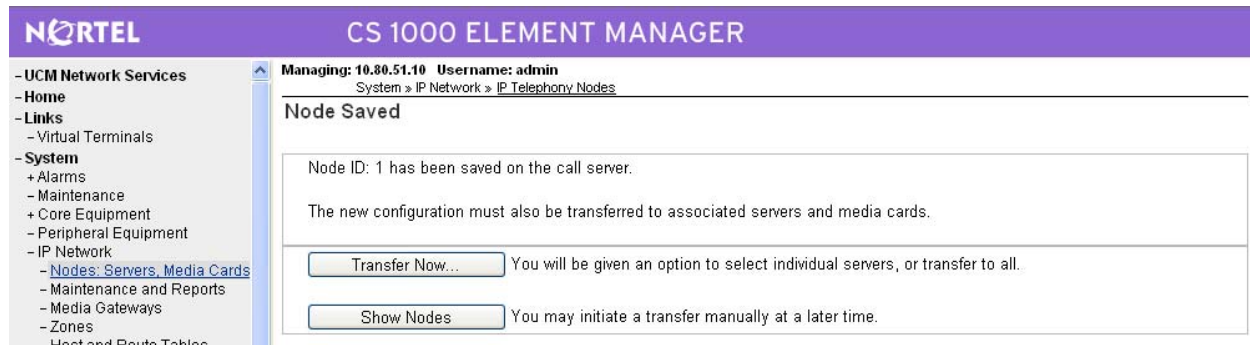 NORTEL
CS 1000 ELEMENT MANAGER
- UCM Network Services
- Home
- Links
- Virtual Terminals
- System
+ Alarms
- Maintenance
+ Core Equipment
- Peripheral Equipment
- IP Network
- Nodes: Servers, Media Cards
- Maintenance and Reports
- Media Gateways
- Zones
- Host and Route Tables
Managing: 10.80.51.10 Username: admin
System » IP Network » IP Telephony Nodes
Node Saved
Node ID: 1 has been saved on the call server.
The new configuration must also be transferred to associated servers and media cards.
Transfer Now... You will be given an option to select individual servers, or transfer to all.
Show Nodes You may initiate a transfer manually at a later time.